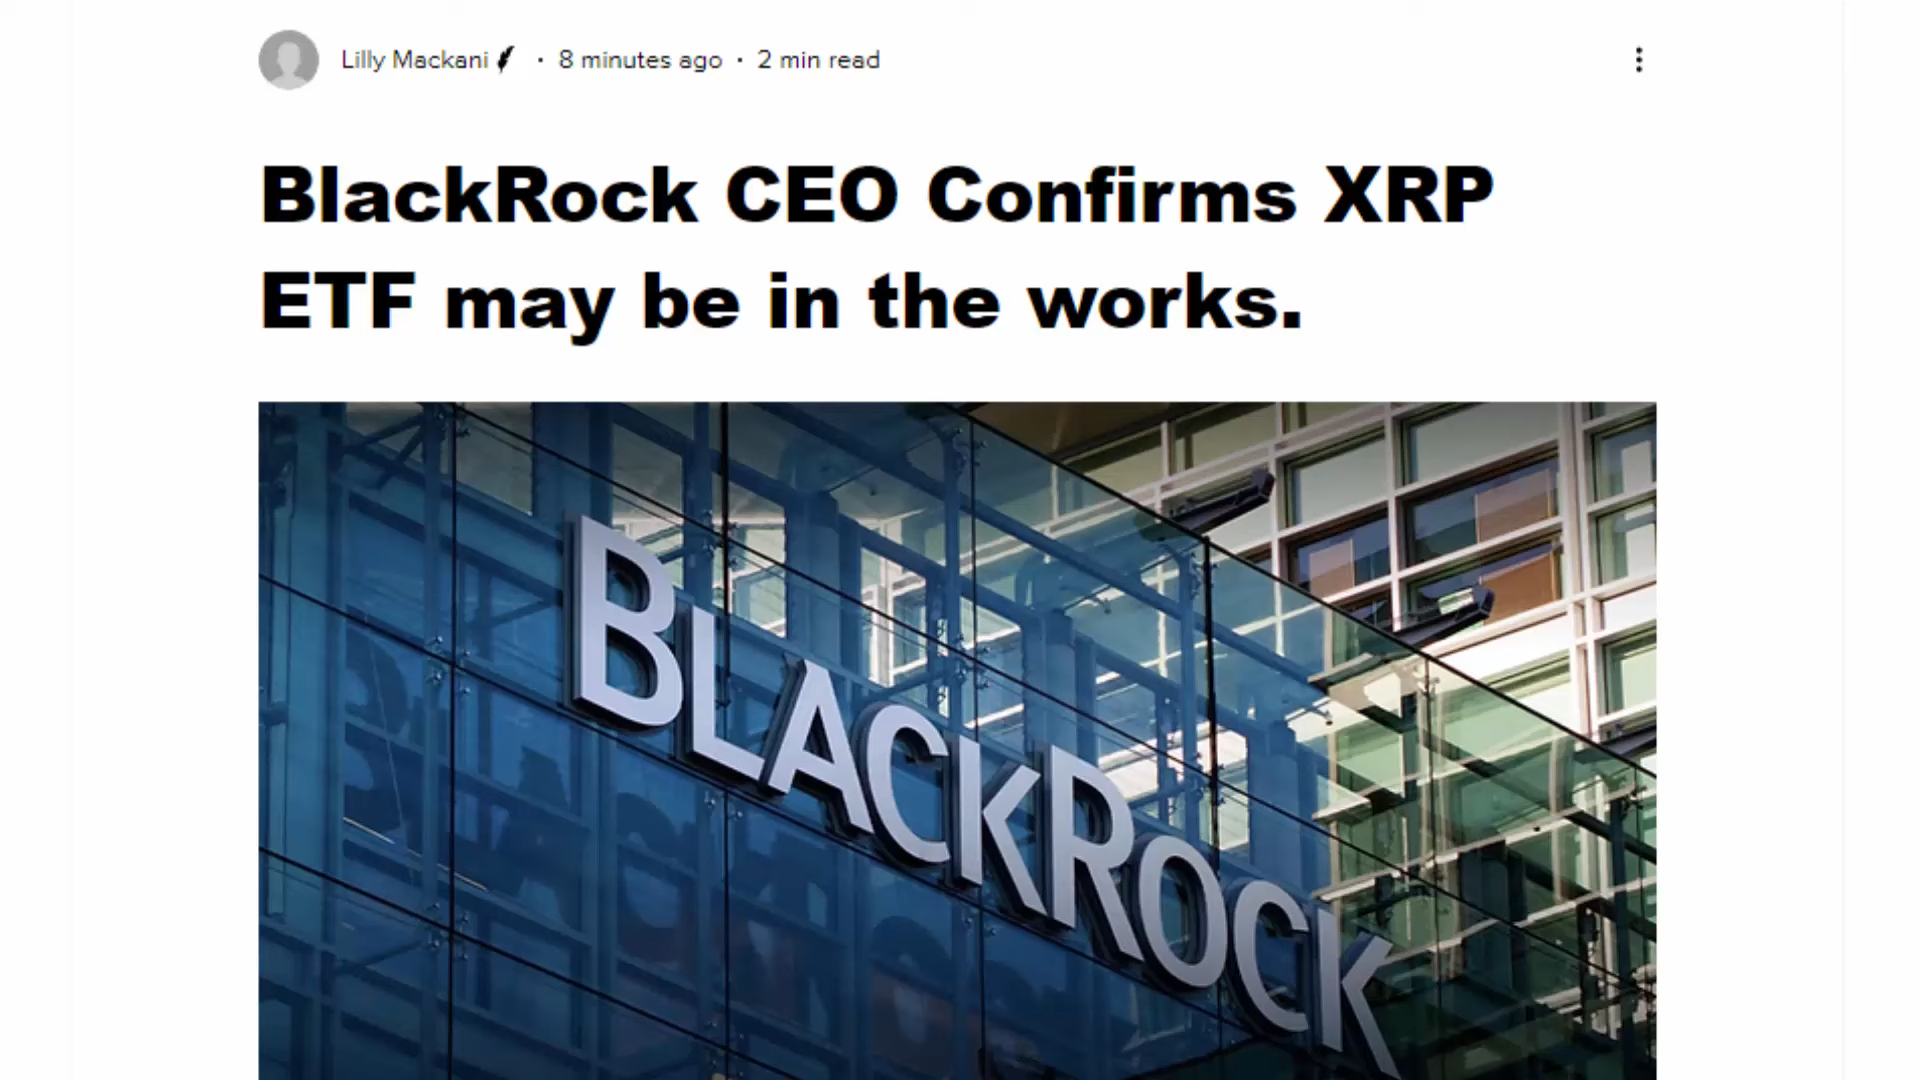 Lilly Mackani · 8 minutes ago · 2 min read
BlackRock CEO Confirms XRP
ETF may be in the works.
BLACKROCK